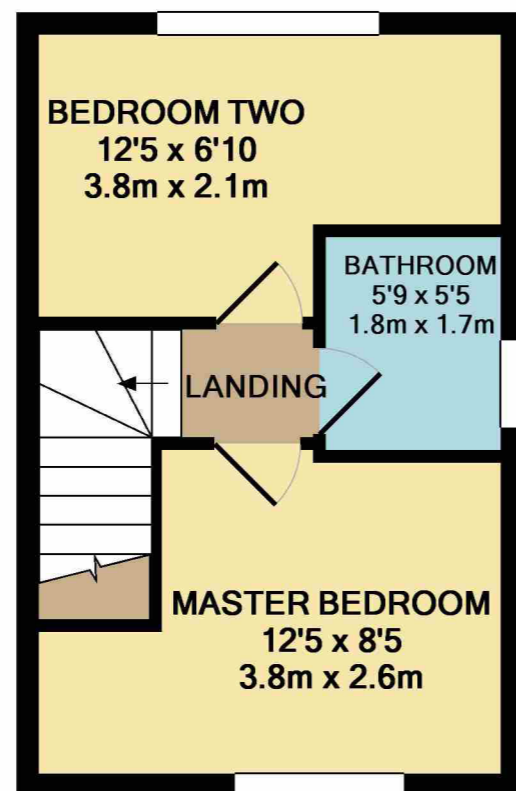 BEDROOM TWO
12'5 x 6'10
3.8m x 2.1m
BATHROOM
5'9 x 5'5
1.8m x 1.7m
LANDING
MASTER BEDROOM
12'5 x 8'5
3.8m x 2.6m